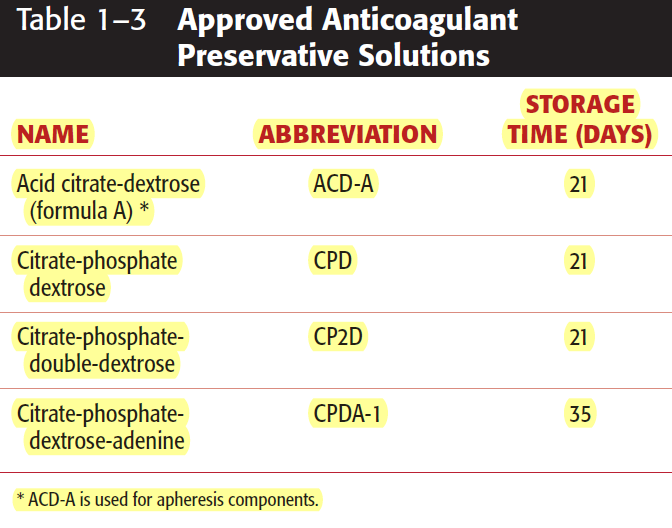 Table 1–3 Approved Anticoagulant
Preservative Solutions
STORAGE
NAME ABBREVIATION TIME (DAYS)
Acid citrate-dextrose ACD-A 21
(formula A) *
Citrate-phosphate CPD 21
dextrose
Citrate-phosphate- CP2D 21
double-dextrose
Citrate-phosphate- CPDA-1 35
dextrose-adenine
* ACD-A is used for apheresis components.